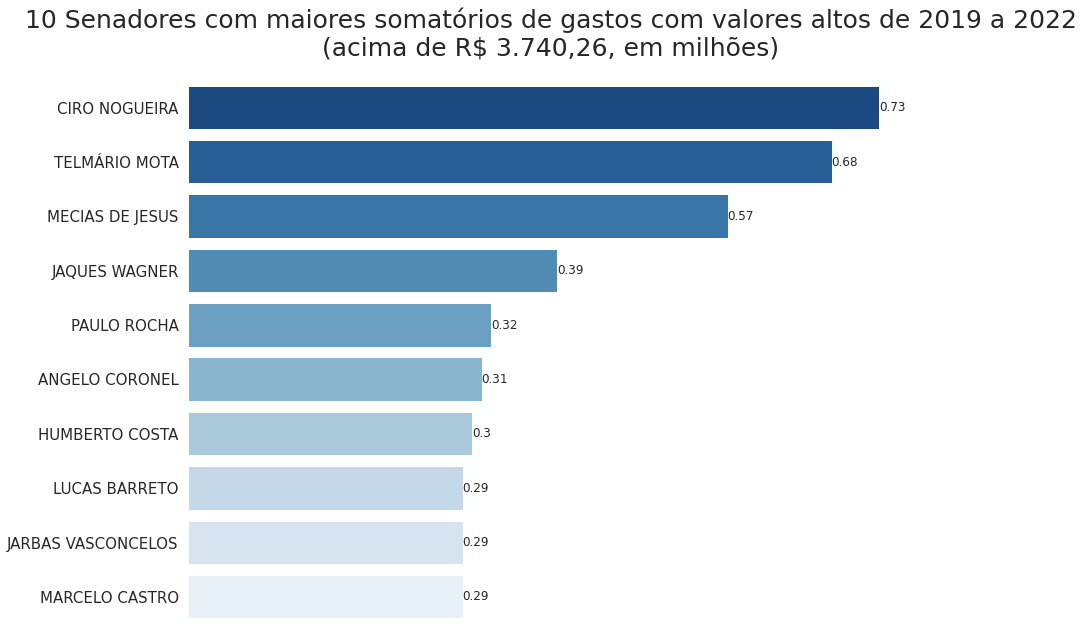 10 Senadores com maiores somatórios de gastos com valores altos de 2019 a 2022
(acima de R$ 3.740,26, em milhões)
CIRO NOGUEIRA 0.73
TELMÁRIO MOTA 0.68
MECIAS DE JESUS 0.57
JAQUES WAGNER 0.39
PAULO ROCHA 0.32
ANGELO CORONEL 0.31
HUMBERTO COSTA 0.3
LUCAS BARRETO 0.29
JARBAS VASCONCELOS 0.29
MARCELO CASTRO 0.29